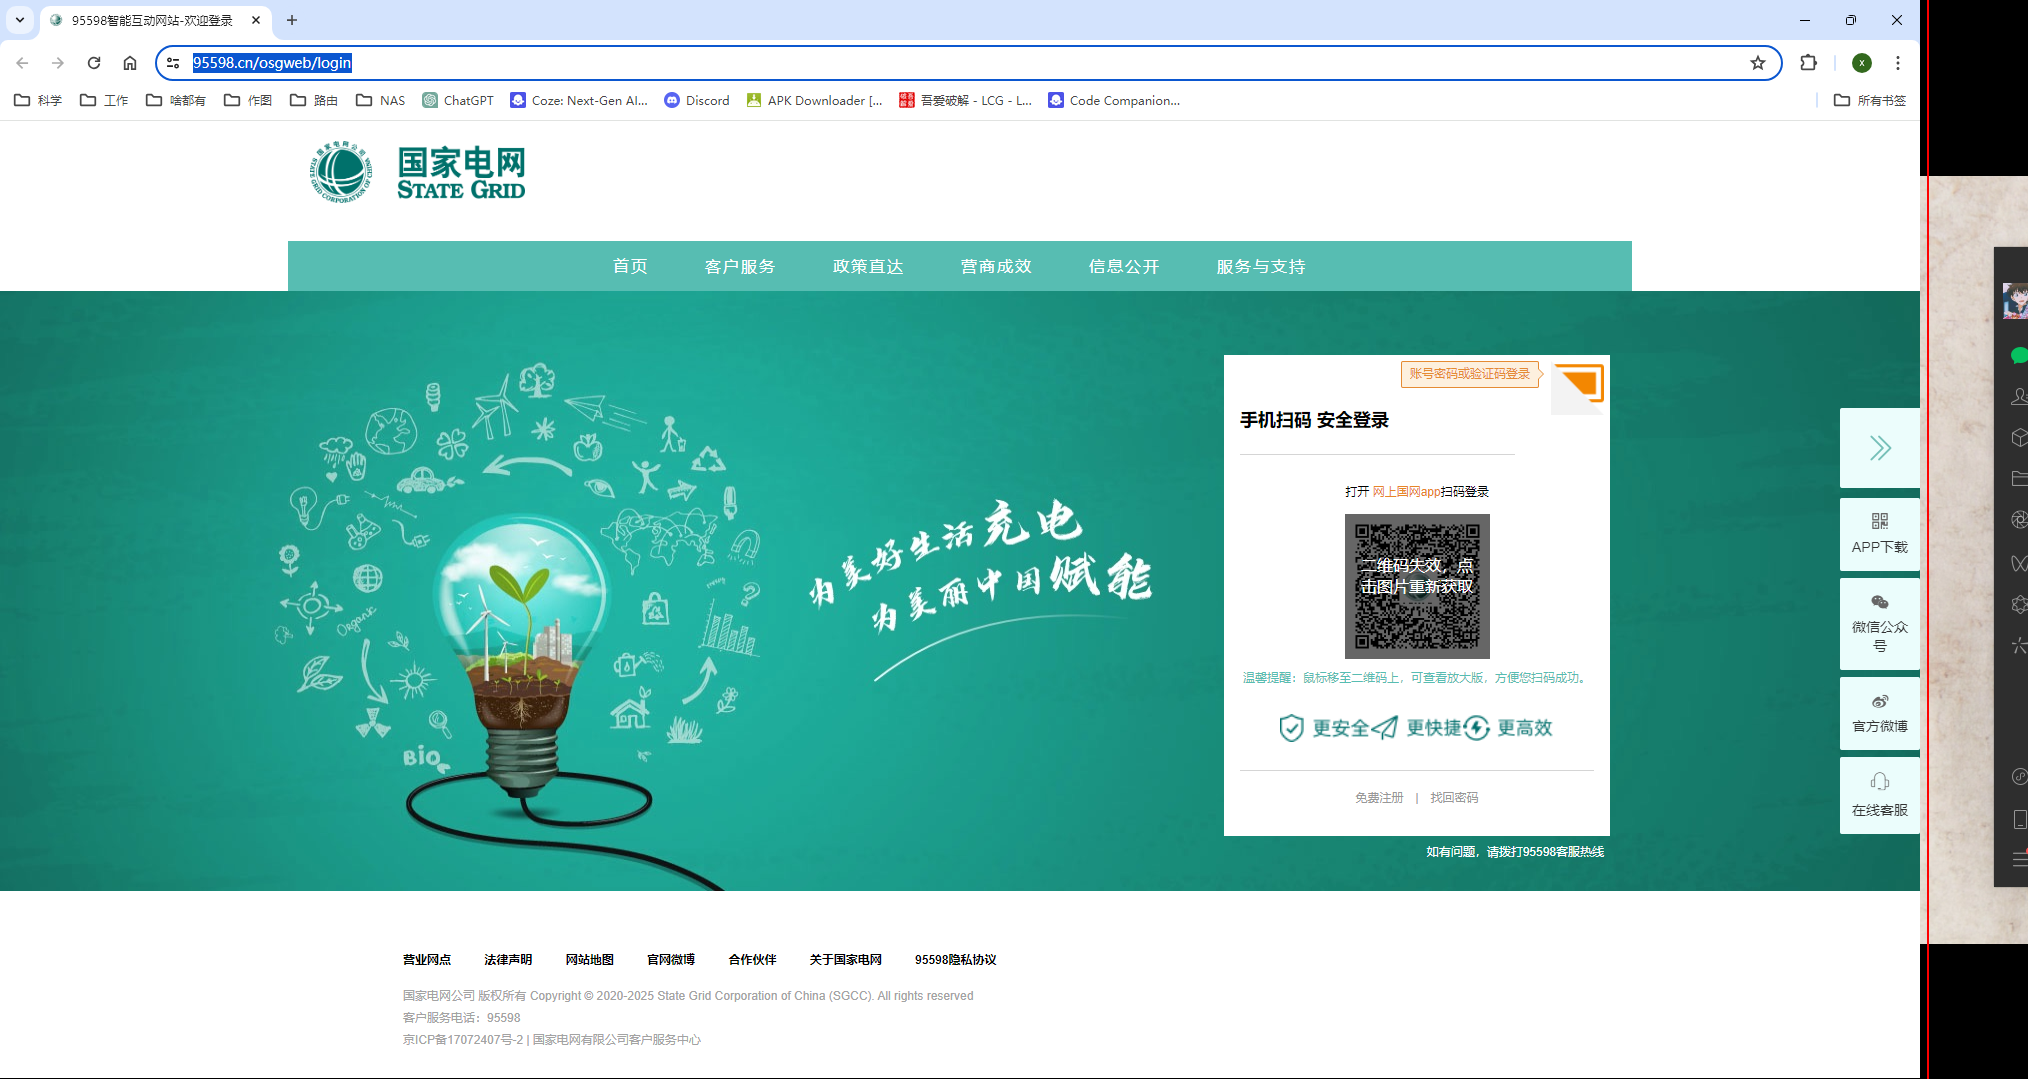 95598智能互动网站-欢迎登录
95598.cn/osgweb/login
科学
工作
啥都有
作图
路由
NAS
ChatGPT
Coze: Next-Gen AI...
Discord
APK Downloader [...
吾爱破解 - LCG - L...
Code Companion...
所有书签
国家电网公司
STATE GRID CORPORATION OF CHINA
国家电网
STATE GRID
首页
客户服务
政策直达
营商成效
信息公开
服务与支持
账号密码或验证码登录
手机扫码 安全登录
打开 网上国网app扫码登录
二维码失效，点
击图片重新获取
温馨提醒：鼠标移至二维码上，可查看放大版，方便您扫码成功。
更安全
更快捷
更高效
免费注册 | 找回密码
如有问题，请拨打95598客服热线
为美好生活充电
为美丽中国赋能
Organic
BIO
APP下载
微信公众
号
官方微博
在线客服
营业网点
法律声明
网站地图
官网微博
合作伙伴
关于国家电网
95598隐私协议
国家电网公司 版权所有 Copyright © 2020-2025 State Grid Corporation of China (SGCC). All rights reserved
客户服务电话：95598
京ICP备17072407号-2 | 国家电网有限公司客户服务中心